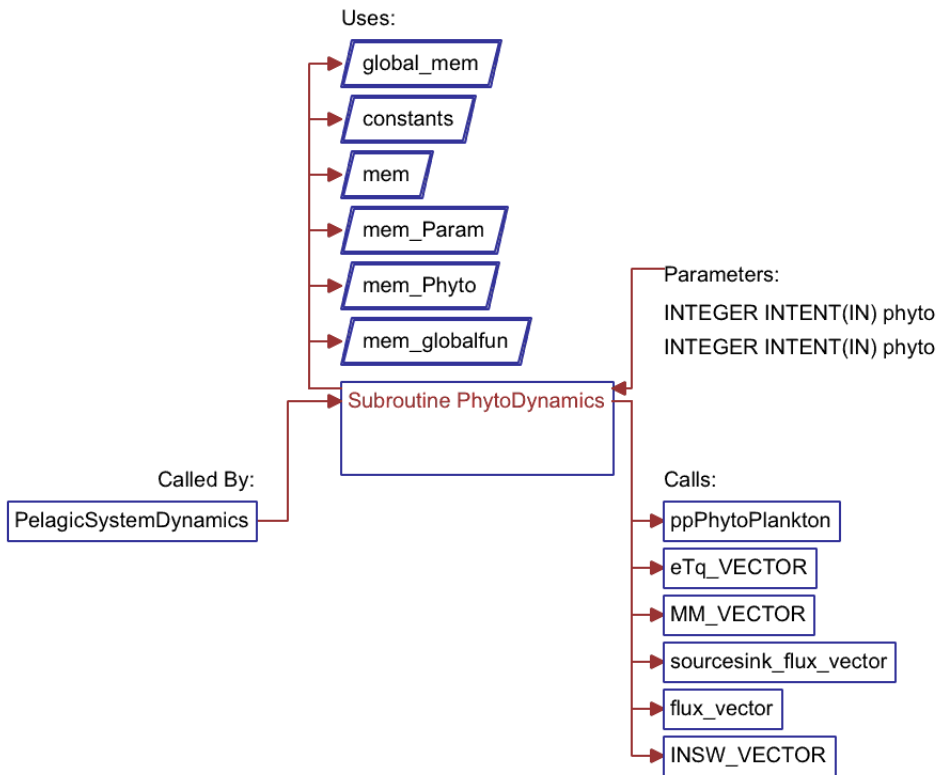 Uses:
global_mem
constants
mem
mem_Param
mem_Phyto
mem_globalfun
Parameters:
INTEGER INTENT(IN) phyto
INTEGER INTENT(IN) phyto
Subroutine PhytoDynamics
Called By:
PelagicSystemDynamics
Calls:
ppPhytoPlankton
eTq_VECTOR
MM_VECTOR
sourcesink_flux_vector
flux_vector
INSW_VECTOR